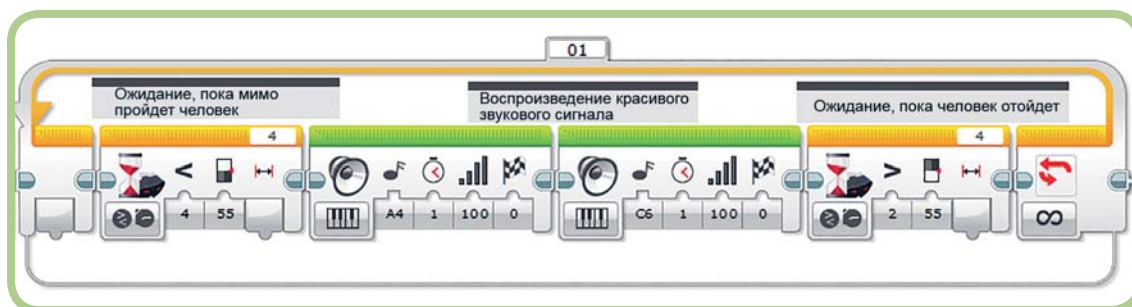 01
Ожидание, пока мимо
пройдет человек
Воспроизведение красивого
звукового сигнала
Ожидание, пока человек отойдет
4
4
<
>
4 55
A4 1 100 0
C6 1 100 0
2 55
∞